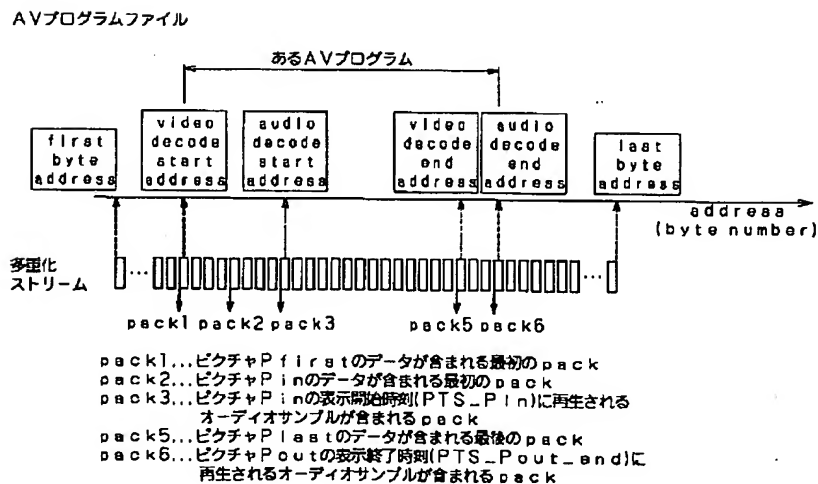 AVプログラムファイル
あるAVプログラム
first
byte
address
video
decode
start
address
audio
decode
start
address
video
decode
end
address
audio
decode
end
address
last
byte
address
address
(byte number)
多重化
ストリーム
pack1 pack2 pack3 pack5 pack6
pack1...ピクチャPfirstのデータが含まれる最初のpack
pack2...ピクチャPinのデータが含まれる最初のpack
pack3...ピクチャPinの表示開始時刻(PTS_Pin)に再生される
オーディオサンプルが含まれるpack
pack5...ピクチャPlastのデータが含まれる最後のpack
pack6...ピクチャPoutの表示終了時刻(PTS_Pout_end)に
再生されるオーディオサンプルが含まれるpack